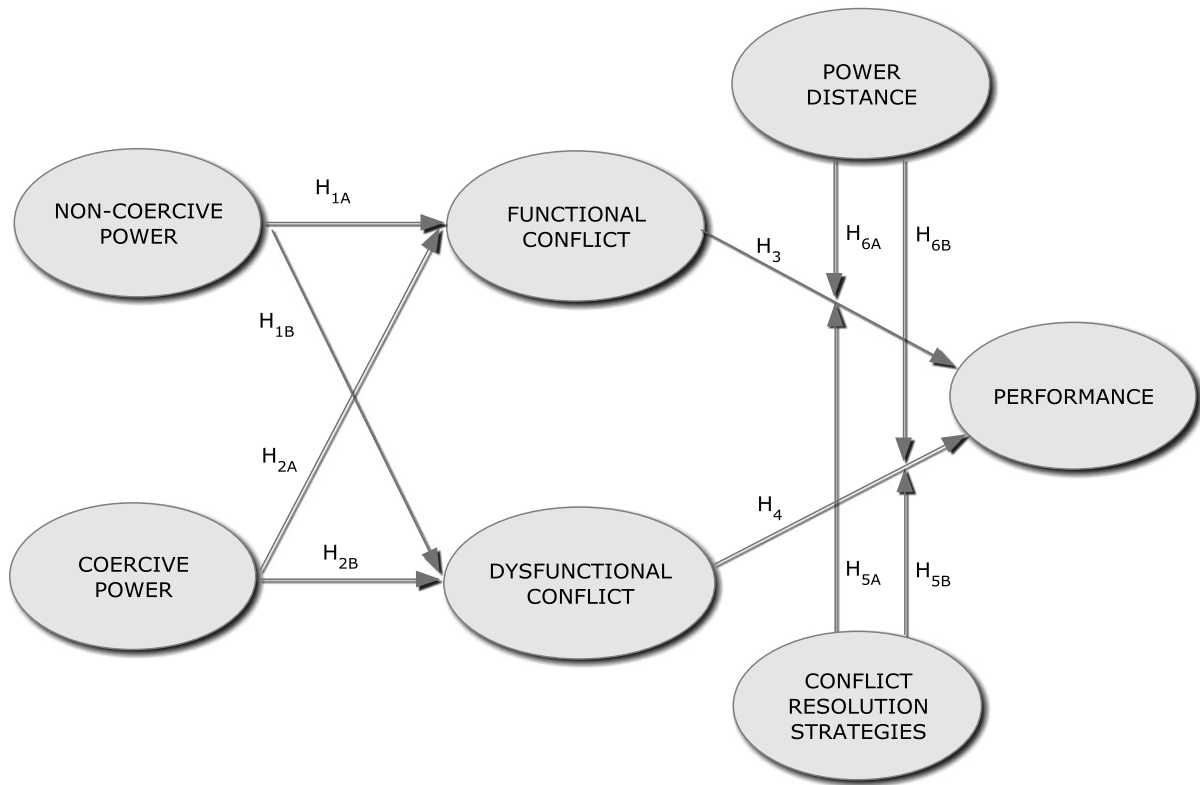 POWER
DISTANCE
NON-COERCIVE
POWER
H1A
FUNCTIONAL
CONFLICT
H3
H6A
H6B
H1B
PERFORMANCE
H2A
H4
COERCIVE
POWER
H2B
DYSFUNCTIONAL
CONFLICT
H5A
H5B
CONFLICT
RESOLUTION
STRATEGIES